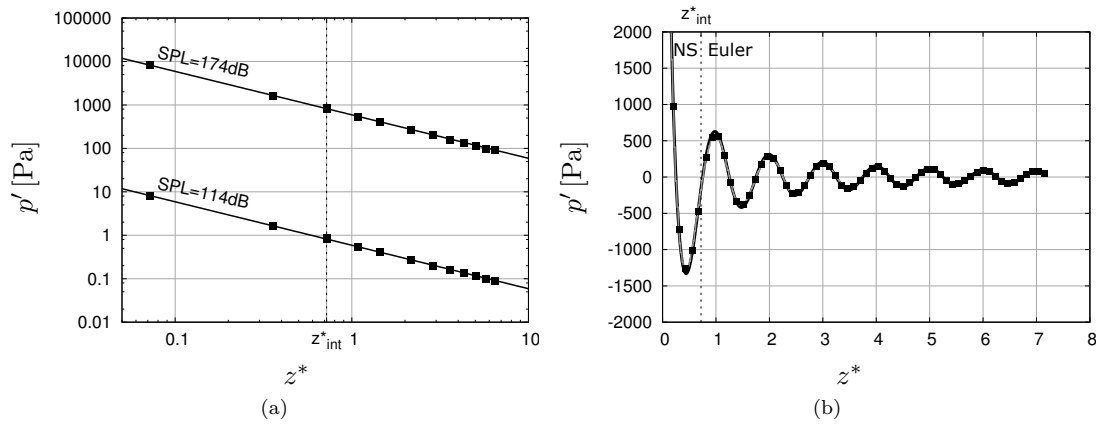 100000
10000
1000
100
10
1
0.1
0.01
p′ [Pa]
SPL=174dB
SPL=114dB
0.1
z*int
1
10
z*
(a)
z*int
NS
Euler
2000
1500
1000
500
0
-500
-1000
-1500
-2000
p′ [Pa]
0 1 2 3 4 5 6 7 8
z*
(b)